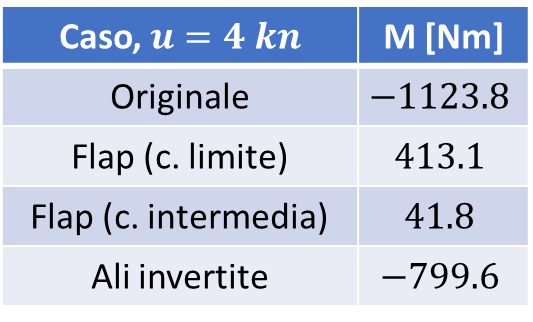 Caso, u = 4 kn M [Nm]
Originale −1123.8
Flap (c. limite) 413.1
Flap (c. intermedia) 41.8
Ali invertite −799.6